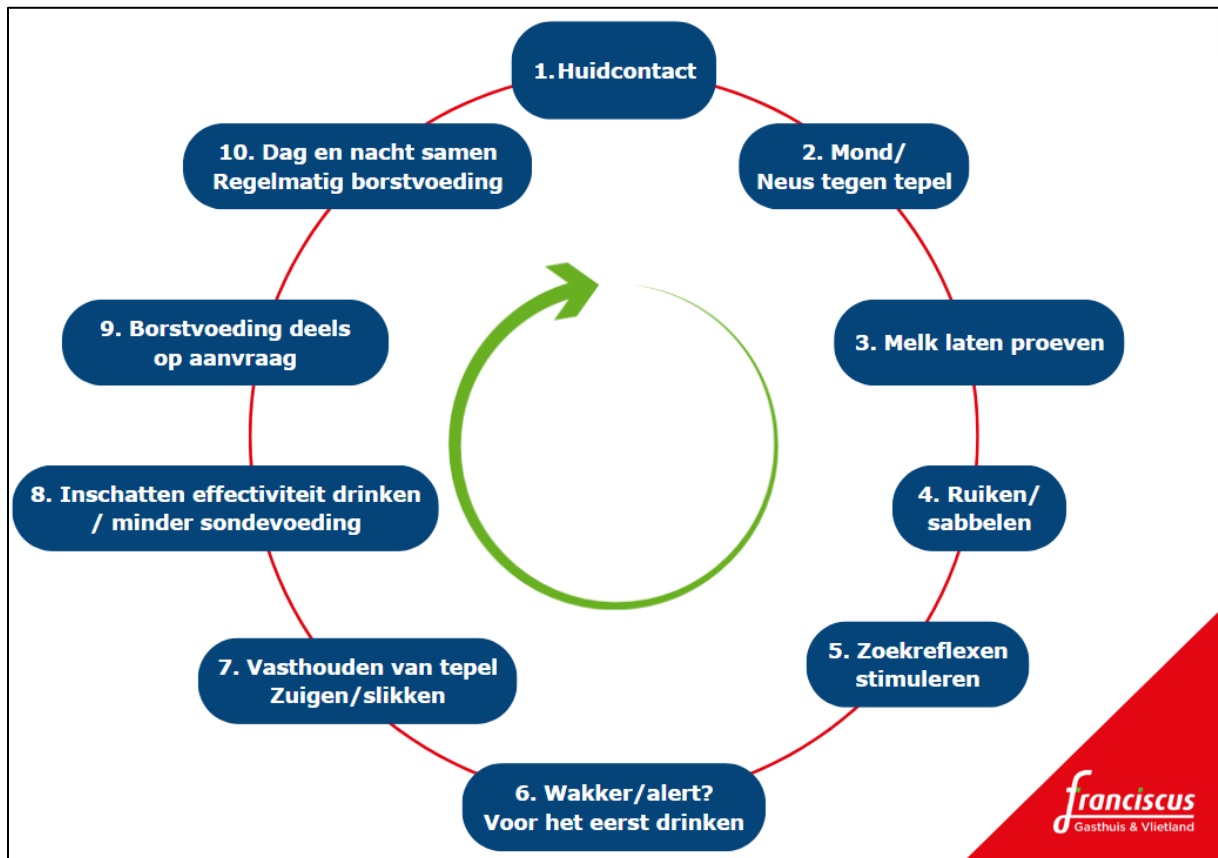 1.Huidcontact
2. Mond/
Neus tegen tepel
3. Melk laten proeven
4. Ruiken/
sabbelen
5. Zoekreflexen
stimuleren
6. Wakker/alert?
Voor het eerst drinken
7. Vasthouden van tepel
Zuigen/slikken
8. Inschatten effectiviteit drinken
/ minder sondevoeding
9. Borstvoeding deels
op aanvraag
10. Dag en nacht samen
Regelmatig borstvoeding
franciscus
Gasthuis & Vlietland